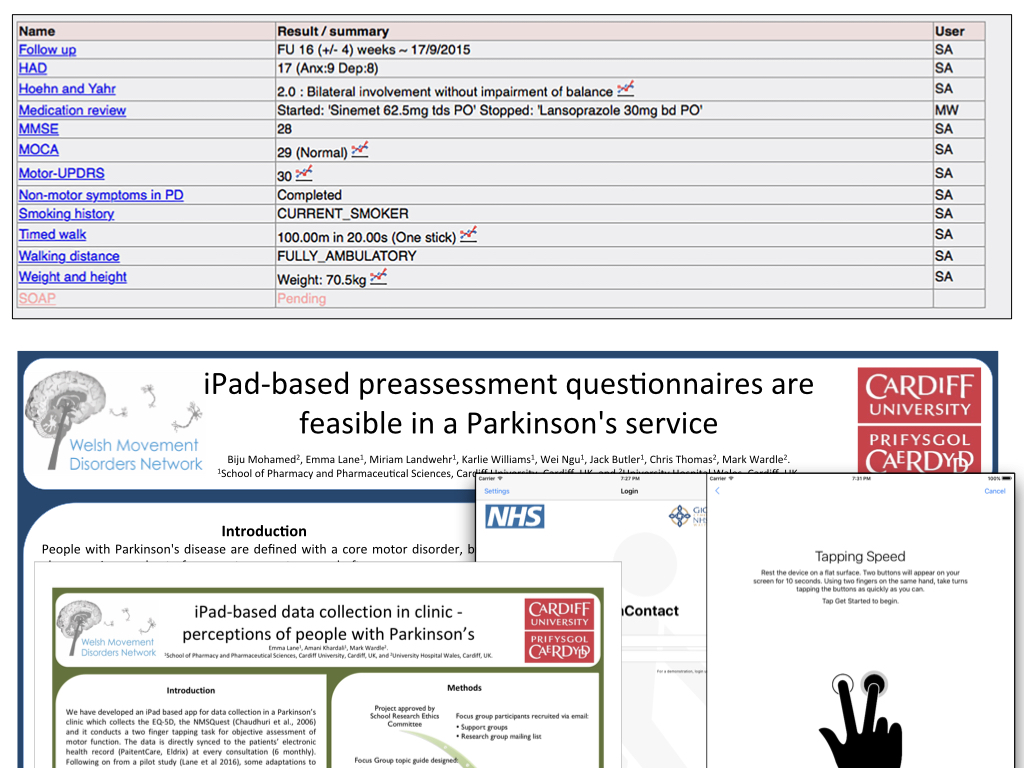 Name Result / summary User
Follow up FU 16 (+/- 4) weeks ~ 17/9/2015 SA
HAD 17 (Anx:9 Dep:8) SA
Hoehn and Yahr 2.0 : Bilateral involvement without impairment of balance SA
Medication review Started: 'Sinemet 62.5mg tds PO' Stopped: 'Lansoprazole 30mg bd PO' MW
MMSE 28 SA
MOCA 29 (Normal) SA
Motor-UPDRS 30 SA
Non-motor symptoms in PD Completed SA
Smoking history CURRENT_SMOKER SA
Timed walk 100.00m in 20.00s (One stick) SA
Walking distance FULLY_AMBULATORY SA
Weight and height Weight: 70.5kg SA
SOAP Pending
Welsh Movement
Disorders Network
iPad-based preassessment questionnaires are
feasible in a Parkinson's service
Biju Mohamed², Emma Lane¹, Miriam Landwehr¹, Karlie Williams¹, Wei Ngu¹, Jack Butler¹, Chris Thomas², Mark Wardle².
¹School of Pharmacy and Pharmaceutical Sciences, Cardiff University, Cardiff, UK, and ²University Hospital Wales, Cardiff, UK
CARDIFF
UNIVERSITY
PRIFYSGOL
CAERDYDD
Introduction
People with Parkinson's disease are defined with a core motor disorder, b
Carrier 7:27 PM
Settings Login
NHS
NH
Contact
Carrier 7:31 PM 100%
Cancel
Tapping Speed
Rest the device on a flat surface. Two buttons will appear on your
screen for 10 seconds. Using two fingers on the same hand, take turns
tapping the buttons as quickly as you can.
Tap Get Started to begin.
Welsh Movement
Disorders Network
iPad-based data collection in clinic -
perceptions of people with Parkinson's
Emma Lane¹, Amani Khardali¹, Mark Wardle².
¹School of Pharmacy and Pharmaceutical Sciences, Cardiff University, Cardiff, UK, and ²University Hospital Wales, Cardiff, UK.
CARDIFF
UNIVERSITY
PRIFYSGOL
CAERDYDD
Introduction
We have developed an iPad based app for data collection in a Parkinson's
clinic which collects the EQ-5D, the NMSQuest (Chaudhuri et al., 2006)
and it conducts a two finger tapping task for objective assessment of
motor function. The data is directly synced to the patients' electronic
health record (PaitentCare, Eldrix) at every consultation (6 monthly).
Following on from a pilot study (Lane et al 2016), some adaptations to
Methods
Project approved by
School Research Ethics
Committee
Focus group participants recruited via email:
• Support groups
• Research group mailing list
Focus Group topic guide designed: